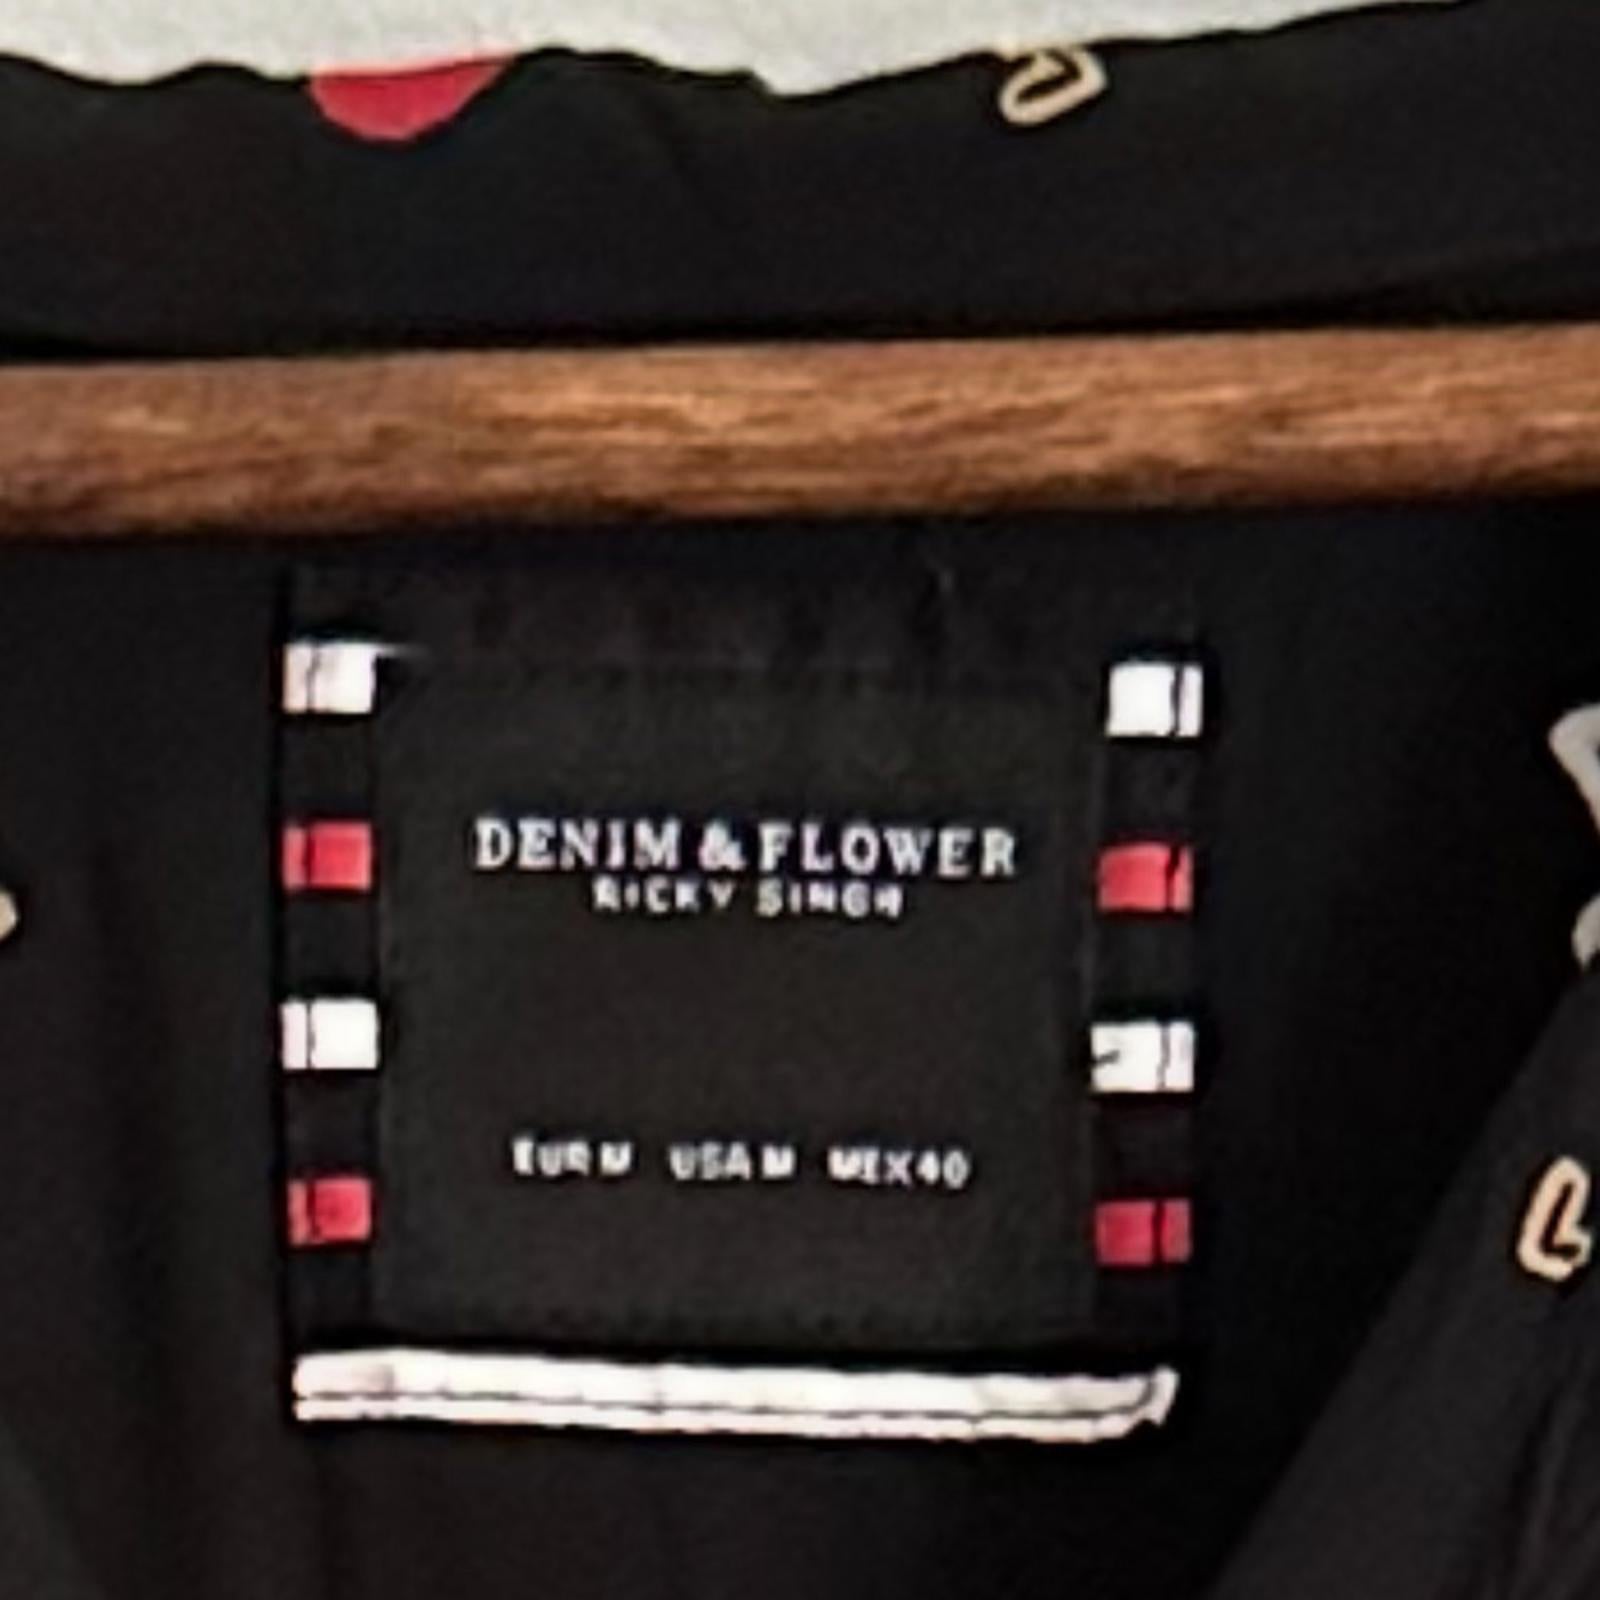 DENIM & FLOWER
RICKY SINGH
EUR M USA M MEX 40